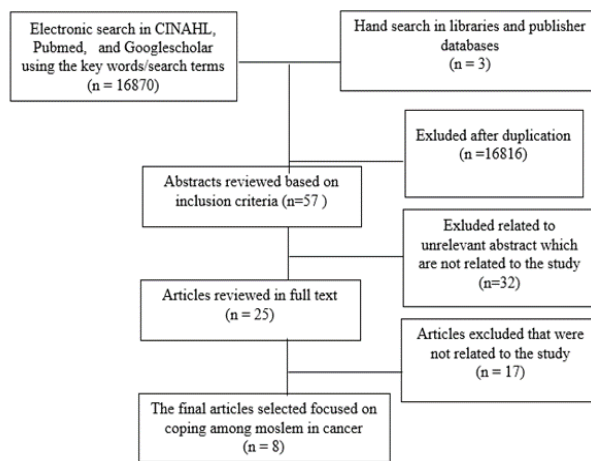 Electronic search in CINAHL,
Pubmed, and Googlescholar
using the key words/search terms
(n = 16870)
Hand search in libraries and publisher
databases
(n = 3)
Exluded after duplication
(n =16816)
Abstracts reviewed based on
inclusion criteria (n=57 )
Exluded related to
unrelevant abstract which
are not related to the study
(n=32)
Articles reviewed in full text
(n = 25)
Articles excluded that were
not related to the study
(n = 17)
The final articles selected focused on
coping among moslem in cancer
(n = 8)